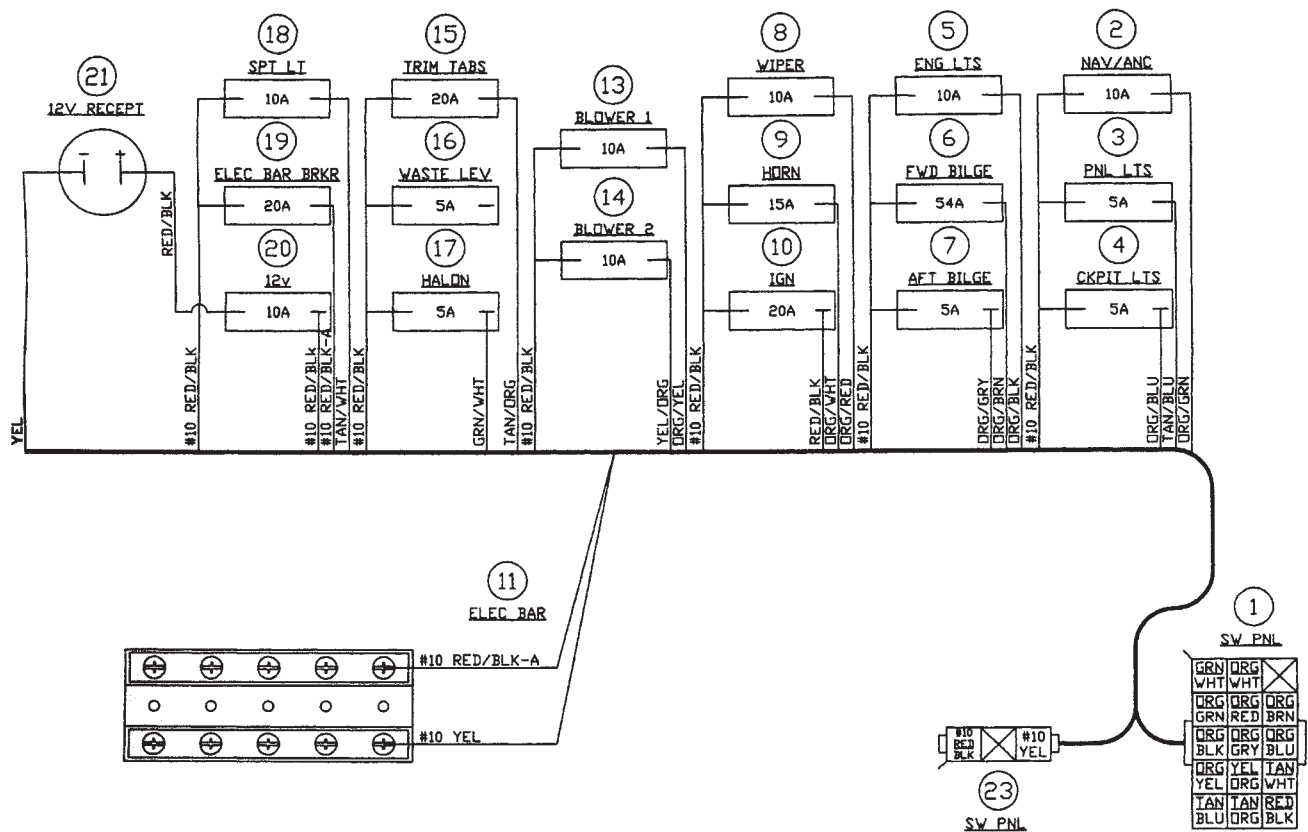 18
SPT LT
10A
15
TRIM TABS
20A
8
WIPER
10A
5
ENG LTS
10A
2
NAV/ANC
10A
21
12V RECEPT
- +
13
BLOWER 1
10A
19
ELEC BAR BRKR
20A
16
WASTE LEV
5A
9
HORN
15A
6
FWD BILGE
54A
3
PNL LTS
5A
14
BLOWER 2
10A
20
12v
10A
17
HALON
5A
10
IGN
20A
7
AFT BILGE
5A
4
CKPIT LTS
5A
RED/BLK
YEL
#10 RED/BLK
#10 RED/BLK
#10 RED/BLK-A
TAN/WHT
#10 RED/BLK
GRN/WHT
TAN/ORG
#10 RED/BLK
YEL/ORG
ORG/YEL
#10 RED/BLK
RED/BLK
ORG/WHT
ORG/RED
#10 RED/BLK
ORG/GRY
ORG/BRN
ORG/BLK
#10 RED/BLK
ORG/BLU
TAN/BLU
ORG/GRN
11
ELEC BAR
#10 RED/BLK-A
#10 YEL
1
SW PNL
GRN ORG
WHT WHT
ORG ORG ORG
GRN RED BRN
ORG ORG ORG
BLK GRY BLU
ORG YEL TAN
YEL ORG WHT
TAN TAN RED
BLU ORG BLK
#10 #10
RED YEL
BLK
23
SW PNL